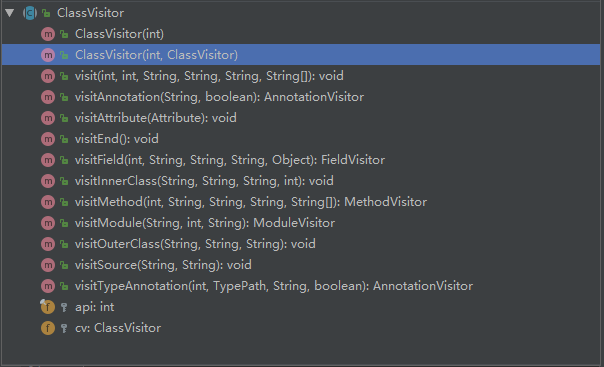 ClassVisitor
ClassVisitor(int)
ClassVisitor(int, ClassVisitor)
visit(int, int, String, String, String, String[]): void
visitAnnotation(String, boolean): AnnotationVisitor
visitAttribute(Attribute): void
visitEnd(): void
visitField(int, String, String, String, Object): FieldVisitor
visitInnerClass(String, String, String, int): void
visitMethod(int, String, String, String, String[]): MethodVisitor
visitModule(String, int, String): ModuleVisitor
visitOuterClass(String, String, String): void
visitSource(String, String): void
visitTypeAnnotation(int, TypePath, String, boolean): AnnotationVisitor
api: int
cv: ClassVisitor